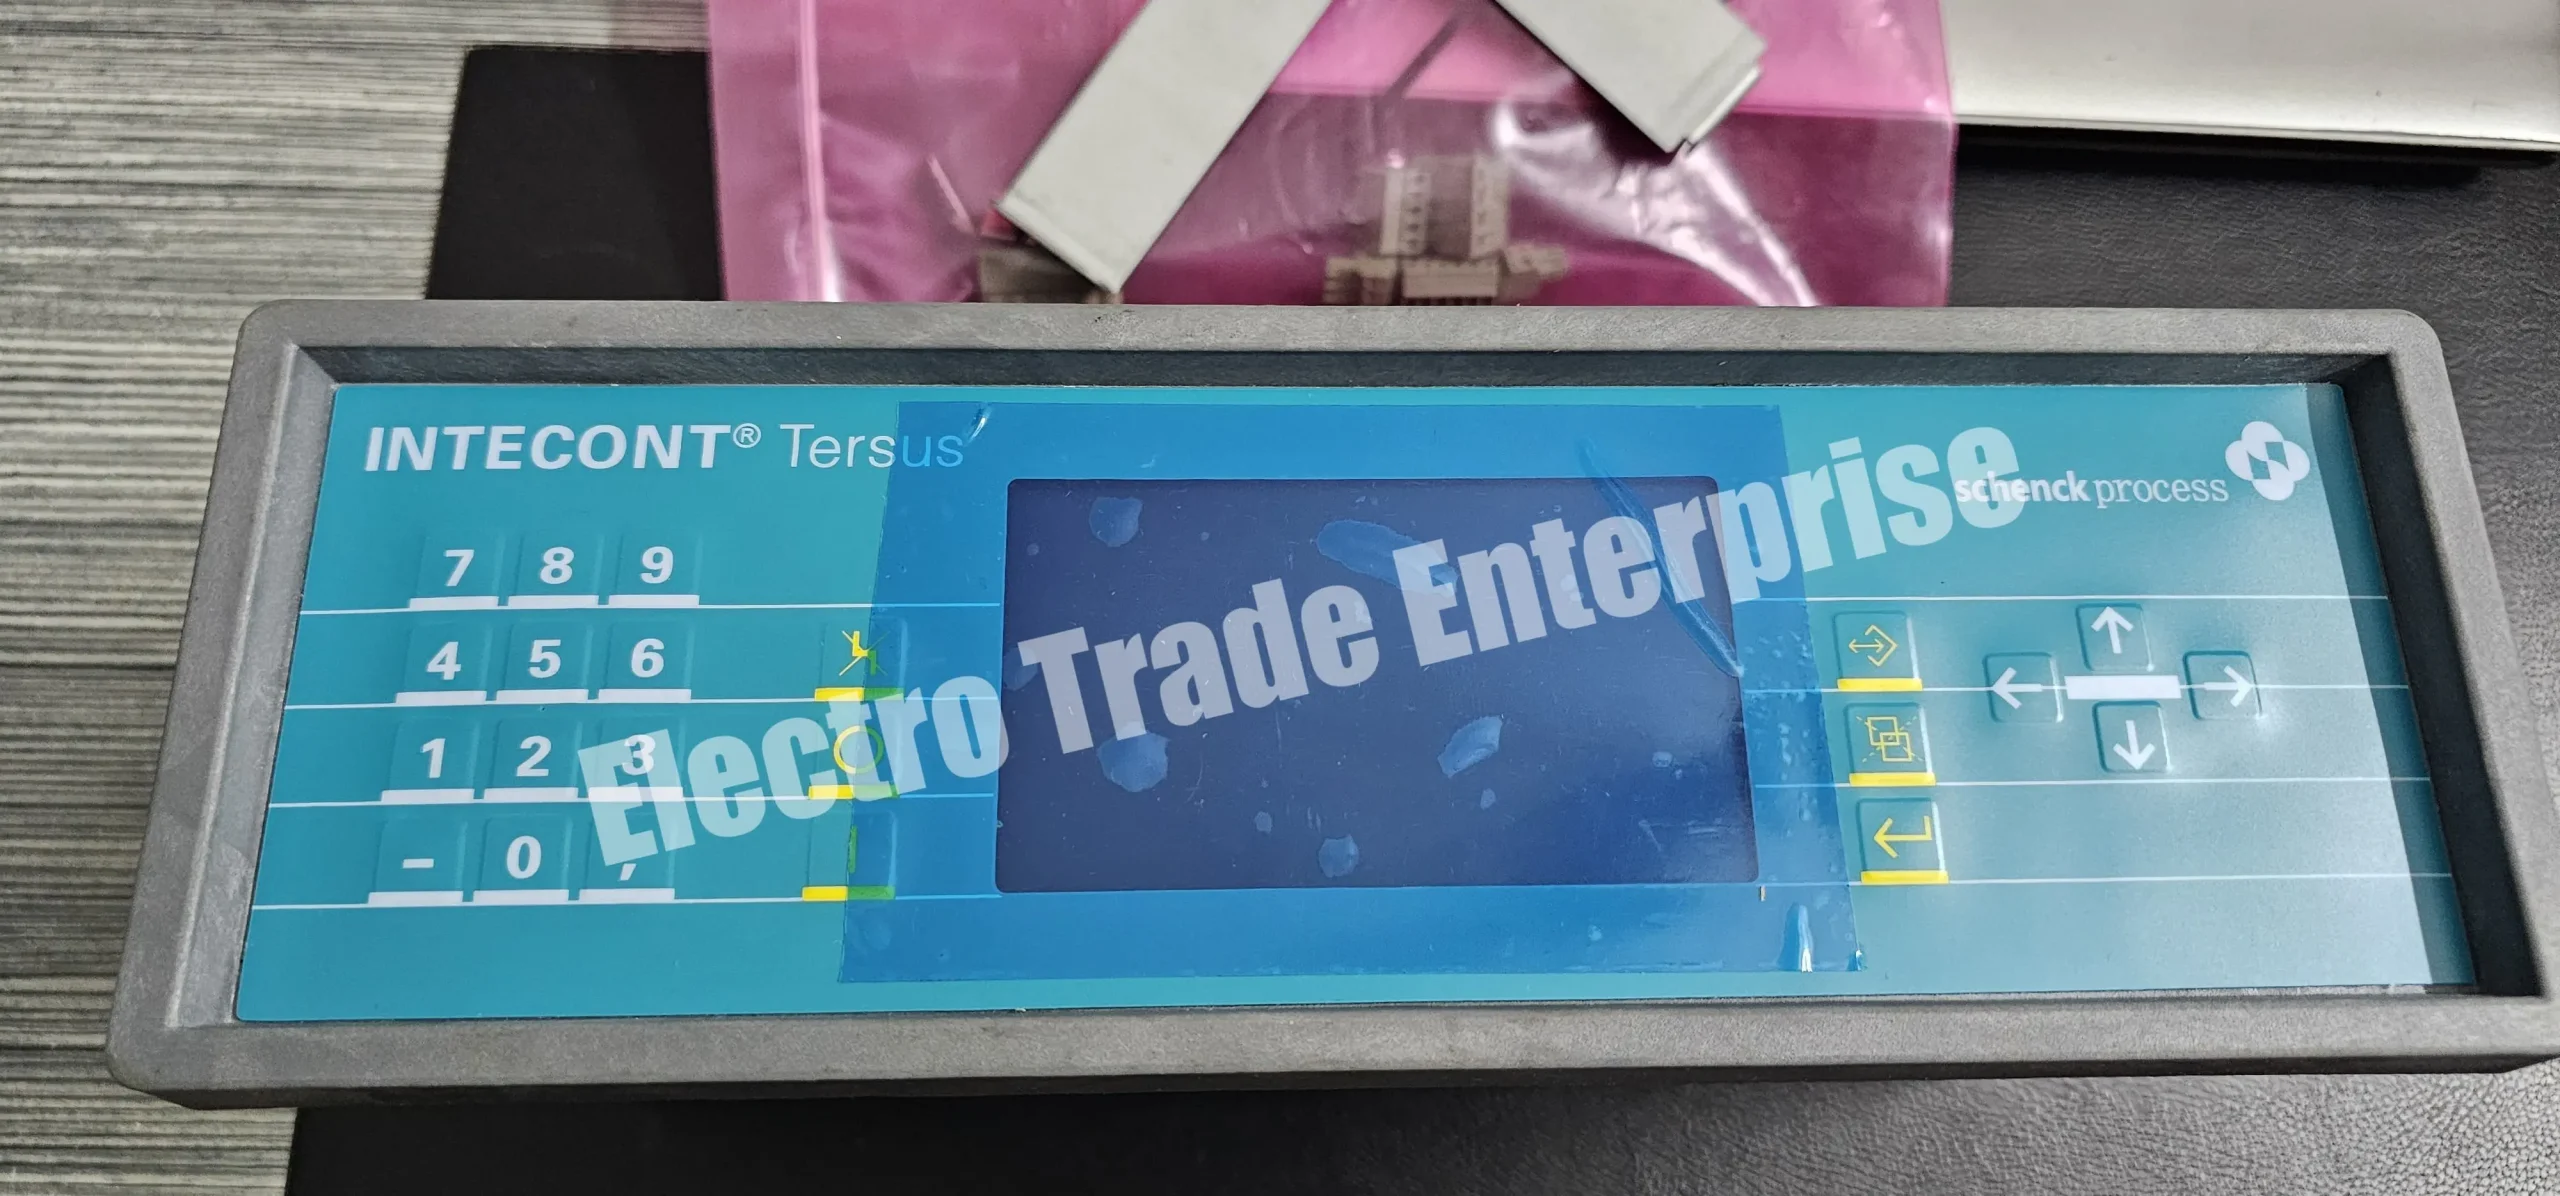 INTECONT® Tersus
schenck process
7 8 9
4 5 6
1 2 3
- 0 ,
Electro Trade Enterprise